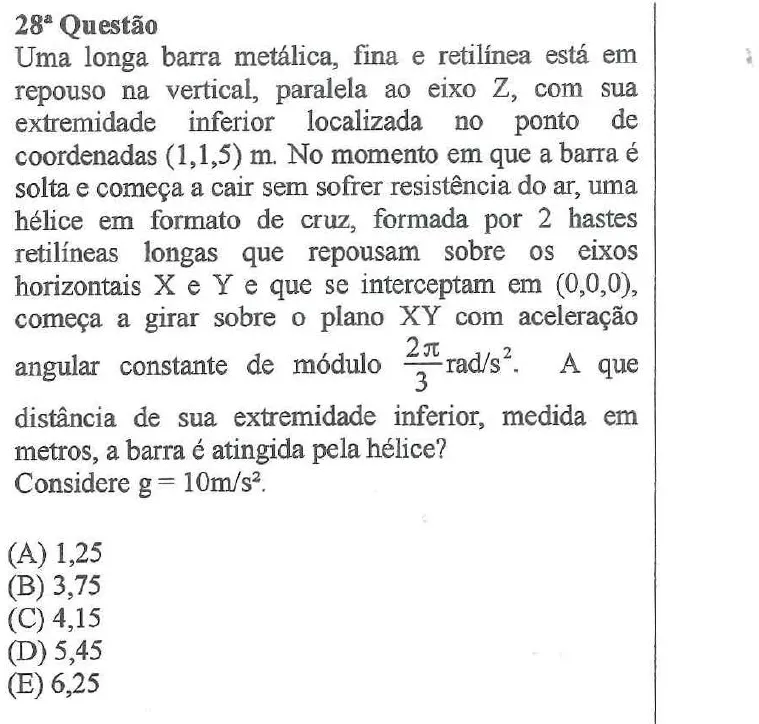 28ª Questão
Uma longa barra metálica, fina e retilínea está em
repouso na vertical, paralela ao eixo Z, com sua
extremidade inferior localizada no ponto de
coordenadas (1,1,5) m. No momento em que a barra é
solta e começa a cair sem sofrer resistência do ar, uma
hélice em formato de cruz, formada por 2 hastes
retilíneas longas que repousam sobre os eixos
horizontais X e Y e que se interceptam em (0,0,0),
começa a girar sobre o plano XY com aceleração
angular constante de módulo 2π/3 rad/s². A que
distância de sua extremidade inferior, medida em
metros, a barra é atingida pela hélice?
Considere g = 10m/s².
(A) 1,25
(B) 3,75
(C) 4,15
(D) 5,45
(E) 6,25